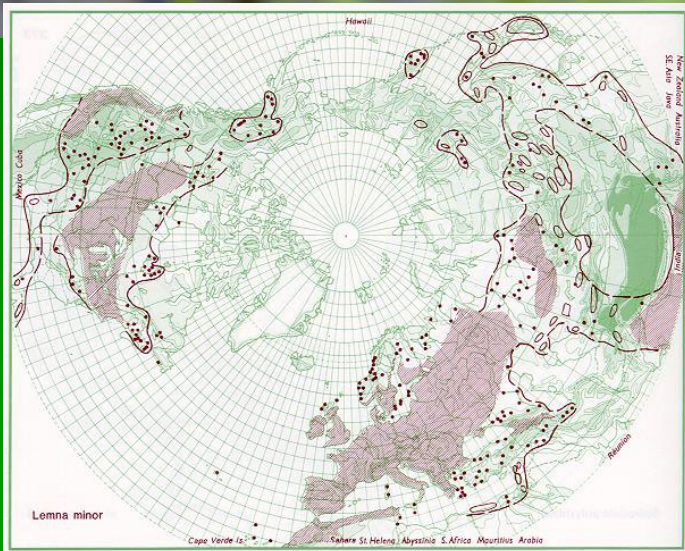 Hawaii
New Zealand Australia
S.E. Asia Java
Mexico Cuba
India
Réunion
Lemna minor
Cape Verde Is.
Sahara St. Helena Abyssinia S. Africa Mauritius Arabia